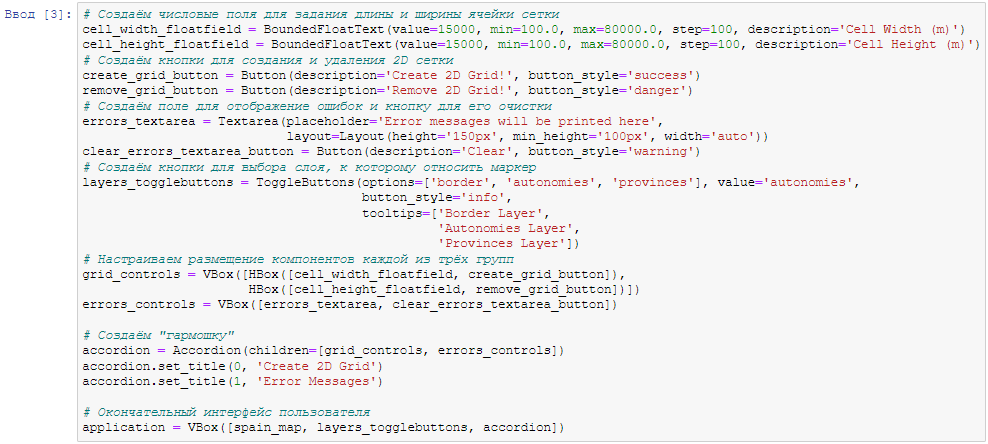 Ввод [3]:
# Создаём числовые поля для задания длины и ширины ячейки сетки
cell_width_floatfield = BoundedFloatText(value=15000, min=100.0, max=80000.0, step=100, description='Cell Width (m)')
cell_height_floatfield = BoundedFloatText(value=15000, min=100.0, max=80000.0, step=100, description='Cell Height (m)')
# Создаём кнопки для создания и удаления 2D сетки
create_grid_button = Button(description='Create 2D Grid!', button_style='success')
remove_grid_button = Button(description='Remove 2D Grid!', button_style='danger')
# Создаём поле для отображение ошибок и кнопку для его очистки
errors_textarea = Textarea(placeholder='Error messages will be printed here',
layout=Layout(height='150px', min_height='100px', width='auto'))
clear_errors_textarea_button = Button(description='Clear', button_style='warning')
# Создаём кнопки для выбора слоя, к которому относить маркер
layers_togglebuttons = ToggleButtons(options=['border', 'autonomies', 'provinces'], value='autonomies',
button_style='info',
tooltips=['Border Layer',
'Autonomies Layer',
'Provinces Layer'])
# Настраиваем размещение компонентов каждой из трёх групп
grid_controls = VBox([HBox([cell_width_floatfield, create_grid_button]),
HBox([cell_height_floatfield, remove_grid_button])])
errors_controls = VBox([errors_textarea, clear_errors_textarea_button])
# Создаём "гармошку"
accordion = Accordion(children=[grid_controls, errors_controls])
accordion.set_title(0, 'Create 2D Grid')
accordion.set_title(1, 'Error Messages')
# Окончательный интерфейс пользователя
application = VBox([spain_map, layers_togglebuttons, accordion])